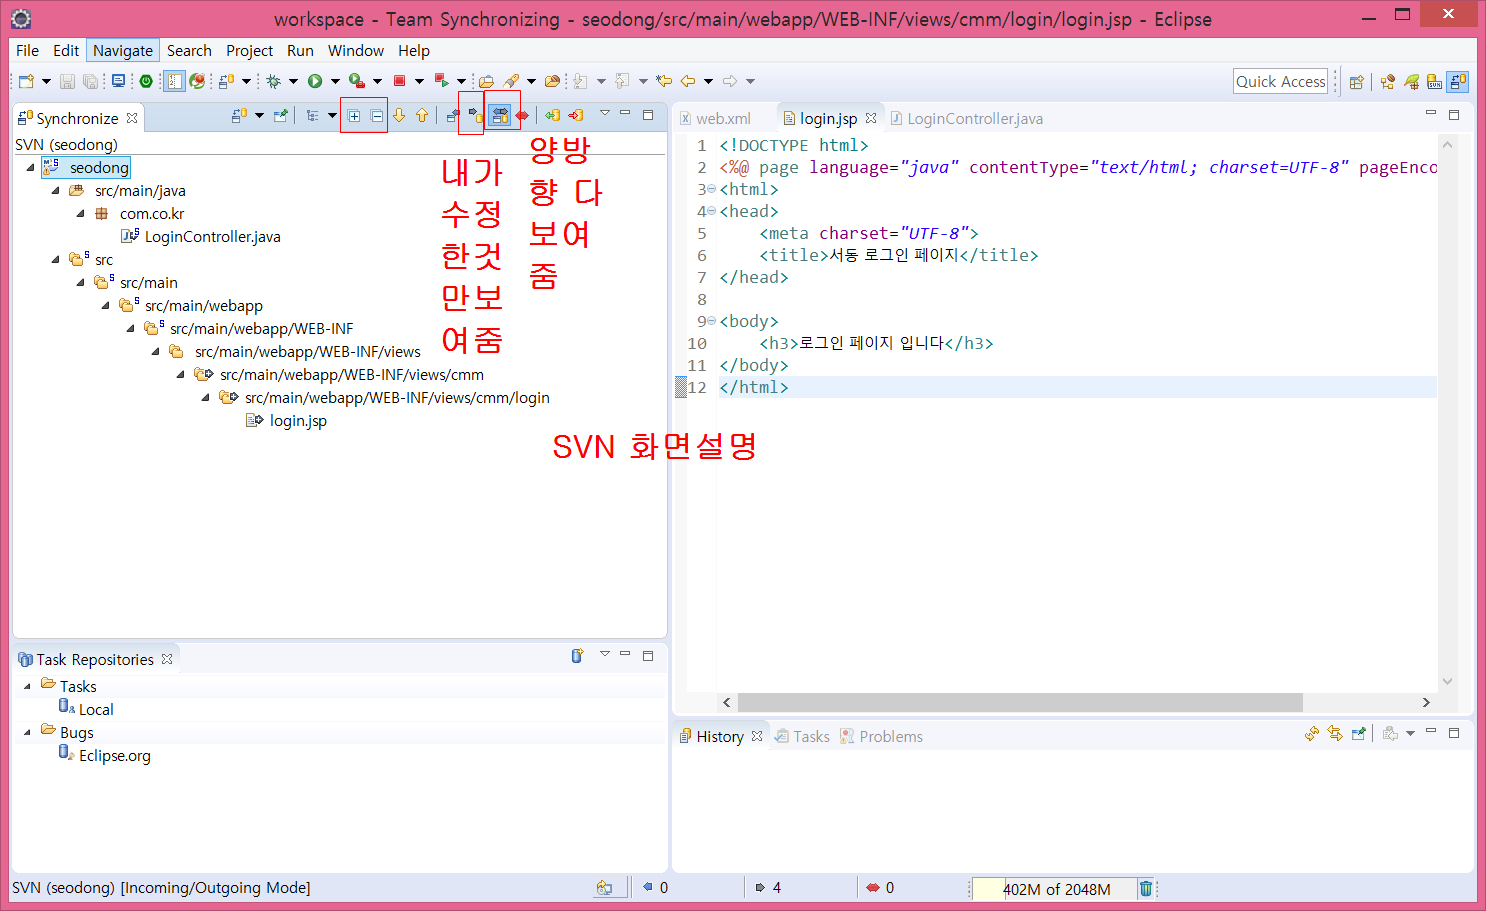 workspace - Team Synchronizing - seodong/src/main/webapp/WEB-INF/views/cmm/login/login.jsp - Eclipse
File Edit Navigate Search Project Run Window Help
Quick Access
Synchronize
SVN (seodong)
seodong
src/main/java
com.co.kr
LoginController.java
src
src/main
src/main/webapp
src/main/webapp/WEB-INF
src/main/webapp/WEB-INF/views
src/main/webapp/WEB-INF/views/cmm
src/main/webapp/WEB-INF/views/cmm/login
login.jsp
내가
수정
한것
만보
여줌
양방
향 다
보여
줌
SVN 화면설명
web.xml login.jsp LoginController.java
1 <!DOCTYPE html>
2 <%@ page language="java" contentType="text/html; charset=UTF-8" pageEnco
3 <html>
4 <head>
5 <meta charset="UTF-8">
6 <title>서동 로그인 페이지</title>
7 </head>
8
9 <body>
10 <h3>로그인 페이지 입니다</h3>
11 </body>
12 </html>
Task Repositories
Tasks
Local
Bugs
Eclipse.org
History Tasks Problems
SVN (seodong) [Incoming/Outgoing Mode] 0 4 0 402M of 2048M